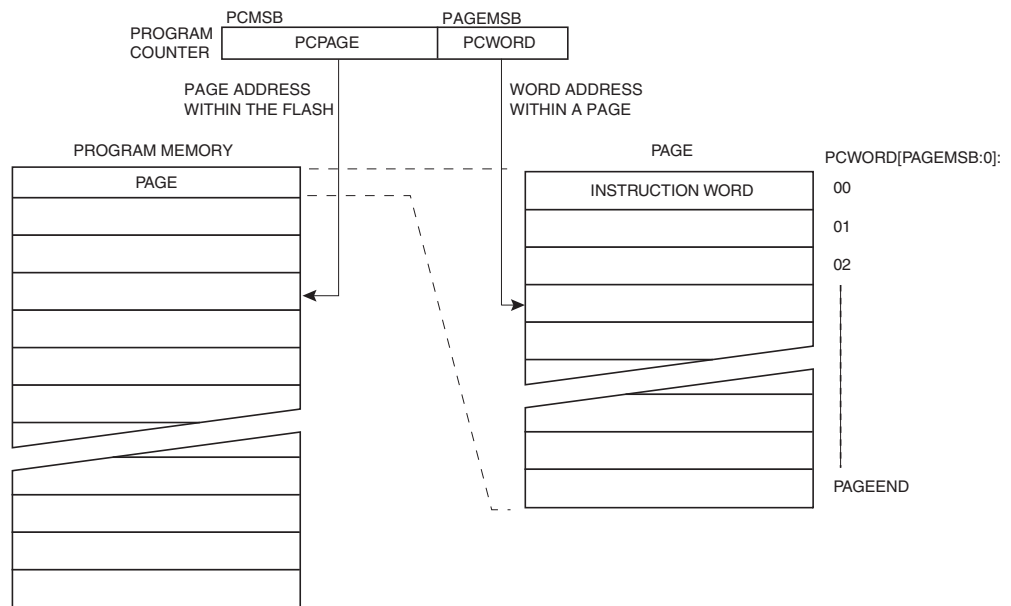 PCMSB
PAGEMSB
PROGRAM
COUNTER
PCPAGE
PCWORD
PAGE ADDRESS
WITHIN THE FLASH
WORD ADDRESS
WITHIN A PAGE
PROGRAM MEMORY
PAGE
PAGE
PCWORD[PAGEMSB:0]:
INSTRUCTION WORD
00
01
02
PAGEEND